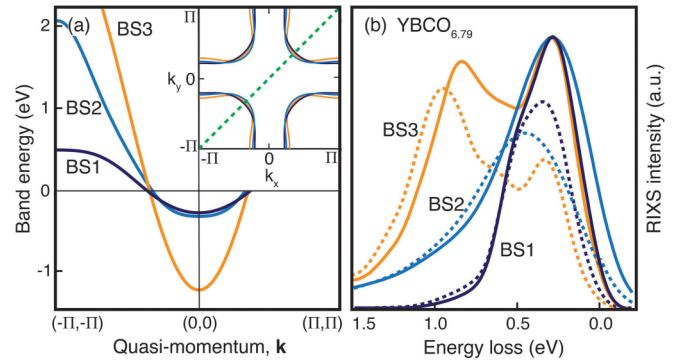 (a)
BS3
BS2
BS1
Band energy (eV)
2
1
0
-1
(-Π,-Π)
(0,0)
(Π,Π)
Quasi-momentum, k
Π
k_y 0
-Π
-Π
0
Π
k_x
(b) YBCO_6.79
BS3
BS2
BS1
RIXS intensity (a.u.)
1.5
1.0
0.5
0.0
Energy loss (eV)